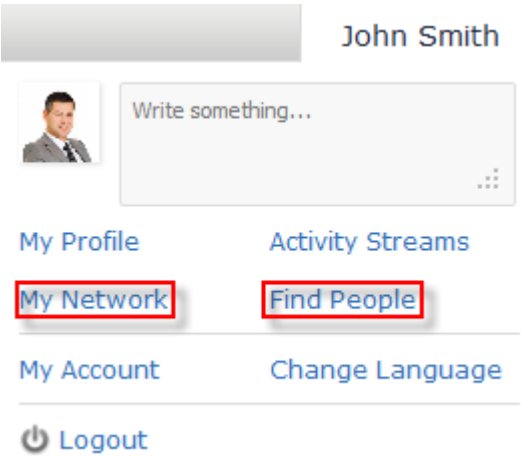 John Smith
Write something...
My Profile Activity Streams
My Network Find People
My Account Change Language
Logout